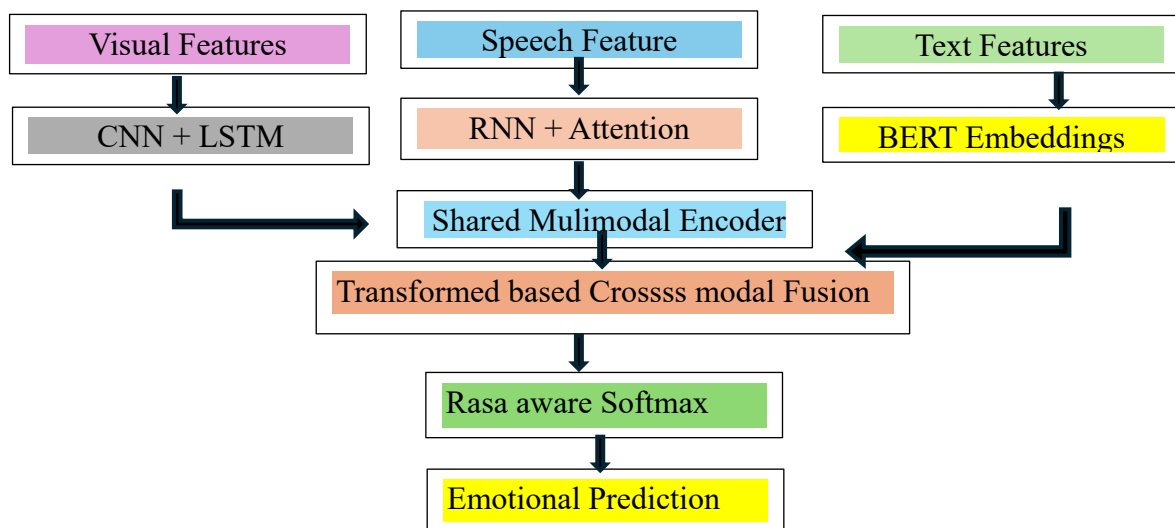 Visual Features
Speech Feature
Text Features
CNN + LSTM
RNN + Attention
BERT Embeddings
Shared Mulimodal Encoder
Transformed based Crossss modal Fusion
Rasa aware Softmax
Emotional Prediction